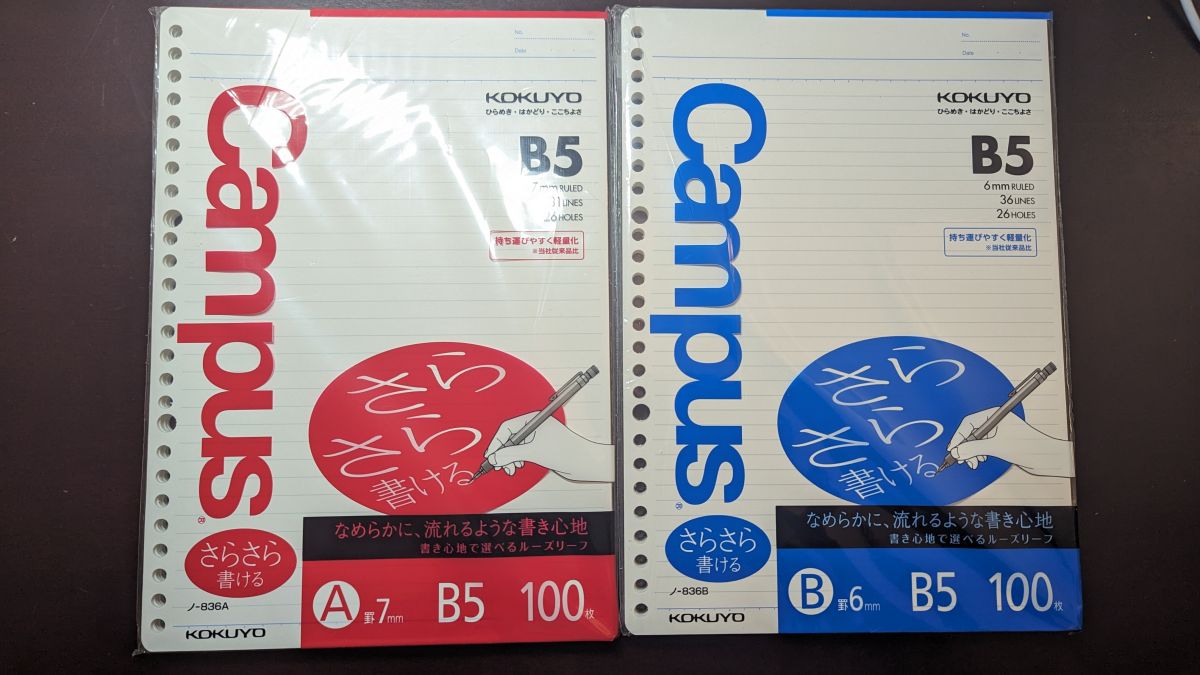 No.
Date
Campus®
KOKUYO
ひらめき・はかどり・ここちよさ
B5
7mm RULED
31 LINES
26 HOLES
持ち運びやすく軽量化
※当社従来品比
さら
さら
書ける
なめらかに、流れるような書き心地
書き心地で選べるルーズリーフ
さらさら
書ける
ノ-836A
KOKUYO
A 罫7mm B5 100枚
No.
Date
Campus®
KOKUYO
ひらめき・はかどり・ここちよさ
B5
6mm RULED
36 LINES
26 HOLES
持ち運びやすく軽量化
※当社従来品比
さら
さら
書ける
なめらかに、流れるような書き心地
書き心地で選べるルーズリーフ
さらさら
書ける
ノ-836B
KOKUYO
B 罫6mm B5 100枚